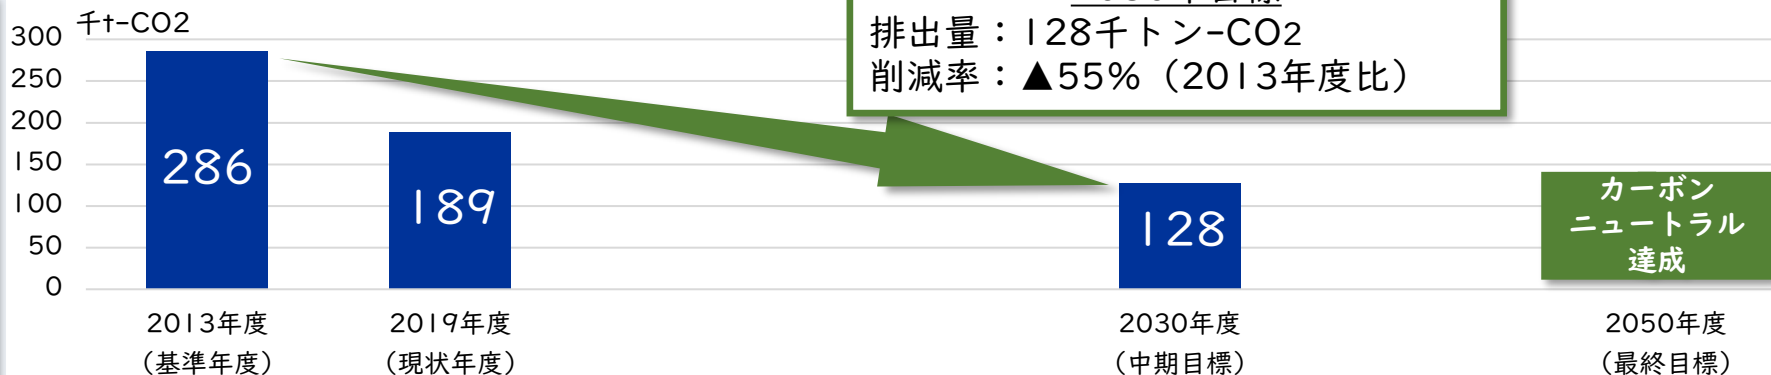 千t-CO2
300
250
200
150
100
50
0
286
189
128
排出量：128千トン-CO2
削減率：▲55%（2013年度比）
カーボン
ニュートラル
達成
2013年度
（基準年度）
2019年度
（現状年度）
2030年度
（中期目標）
2050年度
（最終目標）